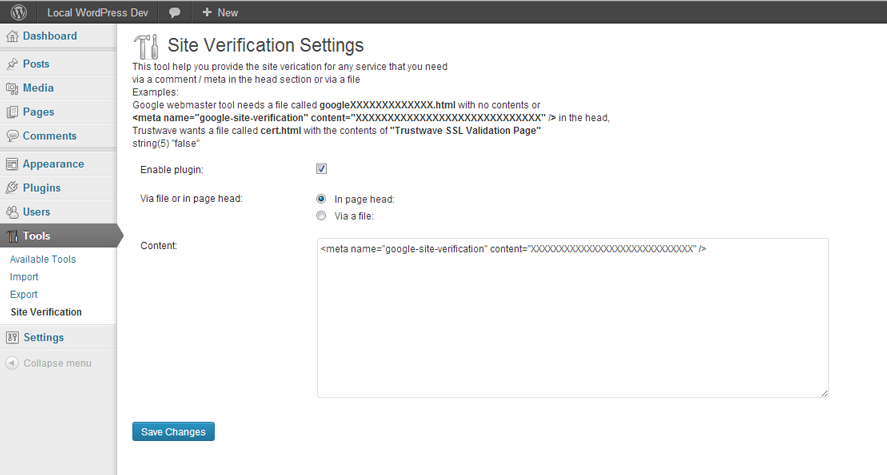 Local WordPress Dev
+ New
Dashboard
Posts
Media
Pages
Comments
Appearance
Plugins
Users
Tools
Available Tools
Import
Export
Site Verification
Settings
Collapse menu
Site Verification Settings
This tool help you provide the site verication for any service that you need
via a comment / meta in the head section or via a file
Examples:
Google webmaster tool needs a file called googleXXXXXXXXXXXXX.html with no contents or
<meta name="google-site-verification" content="XXXXXXXXXXXXXXXXXXXXXXXXXXXXX" /> in the head,
Trustwave wants a file called cert.html with the contents of "Trustwave SSL Validation Page"
string(5) "false"
Enable plugin:
Via file or in page head:
In page head:
Via a file:
Content:
<meta name="google-site-verification" content="XXXXXXXXXXXXXXXXXXXXXXXXXXXXX" />
Save Changes